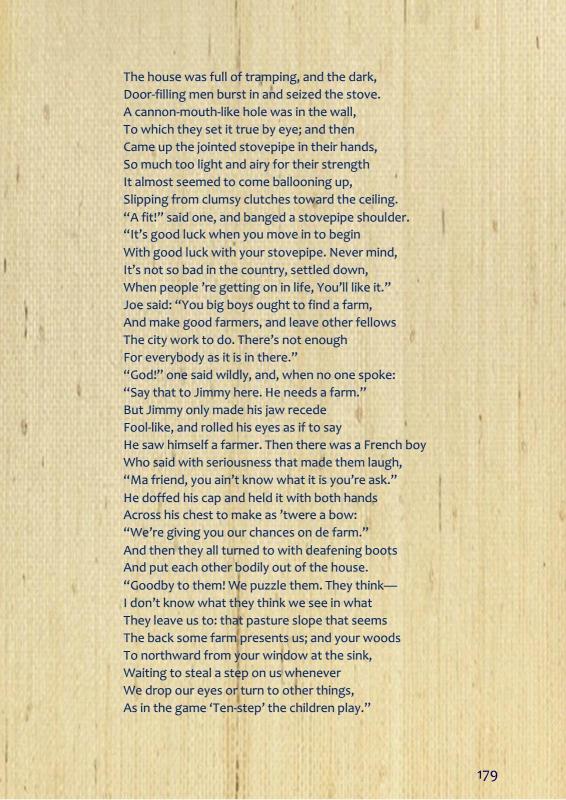 The house was full of tramping, and the dark,
Door-filling men burst in and seized the stove.
A cannon-mouth-like hole was in the wall,
To which they set it true by eye; and then
Came up the jointed stovepipe in their hands,
So much too light and airy for their strength
It almost seemed to come ballooning up,
Slipping from clumsy clutches toward the ceiling.
“A fit!” said one, and banged a stovepipe shoulder.
“It’s good luck when you move in to begin
With good luck with your stovepipe. Never mind,
It’s not so bad in the country, settled down,
When people ’re getting on in life, You’ll like it.”
Joe said: “You big boys ought to find a farm,
And make good farmers, and leave other fellows
The city work to do. There’s not enough
For everybody as it is in there.”
“God!” one said wildly, and, when no one spoke:
“Say that to Jimmy here. He needs a farm.”
But Jimmy only made his jaw recede
Fool-like, and rolled his eyes as if to say
He saw himself a farmer. Then there was a French boy
Who said with seriousness that made them laugh,
“Ma friend, you ain’t know what it is you’re ask.”
He doffed his cap and held it with both hands
Across his chest to make as ’twere a bow:
“We’re giving you our chances on de farm.”
And then they all turned to with deafening boots
And put each other bodily out of the house.
“Goodby to them! We puzzle them. They think—
I don’t know what they think we see in what
They leave us to: that pasture slope that seems
The back some farm presents us; and your woods
To northward from your window at the sink,
Waiting to steal a step on us whenever
We drop our eyes or turn to other things,
As in the game ‘Ten-step’ the children play.”
179